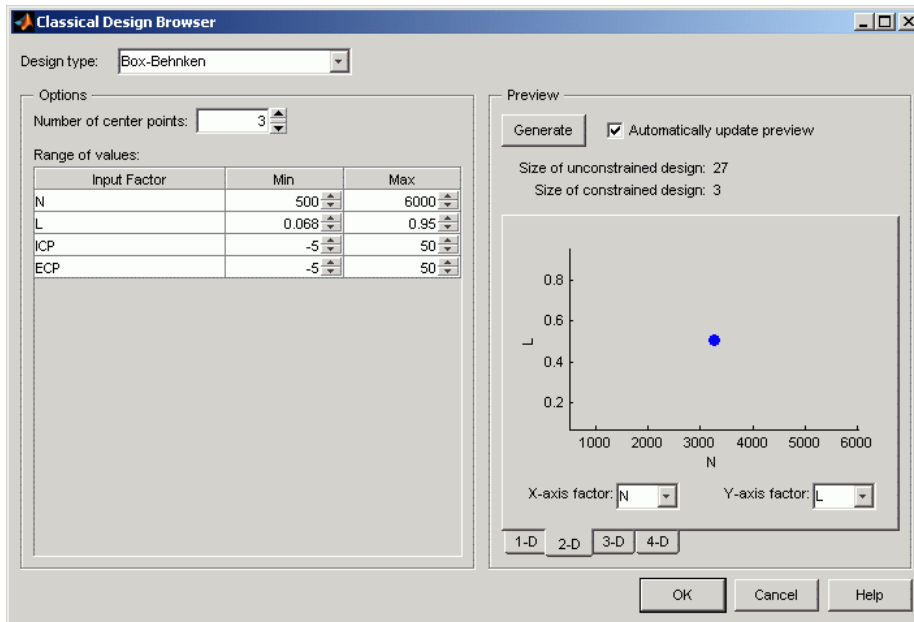 Classical Design Browser
Design type: Box-Behnken
Options
Number of center points: 3
Range of values:
Input Factor Min Max
N 500 6000
L 0.068 0.95
ICP -5 50
ECP -5 50
Preview
Generate Automatically update preview
Size of unconstrained design: 27
Size of constrained design: 3
0.8
0.6
L
0.4
0.2
1000 2000 3000 4000 5000 6000
N
X-axis factor: N Y-axis factor: L
1-D 2-D 3-D 4-D
OK Cancel Help